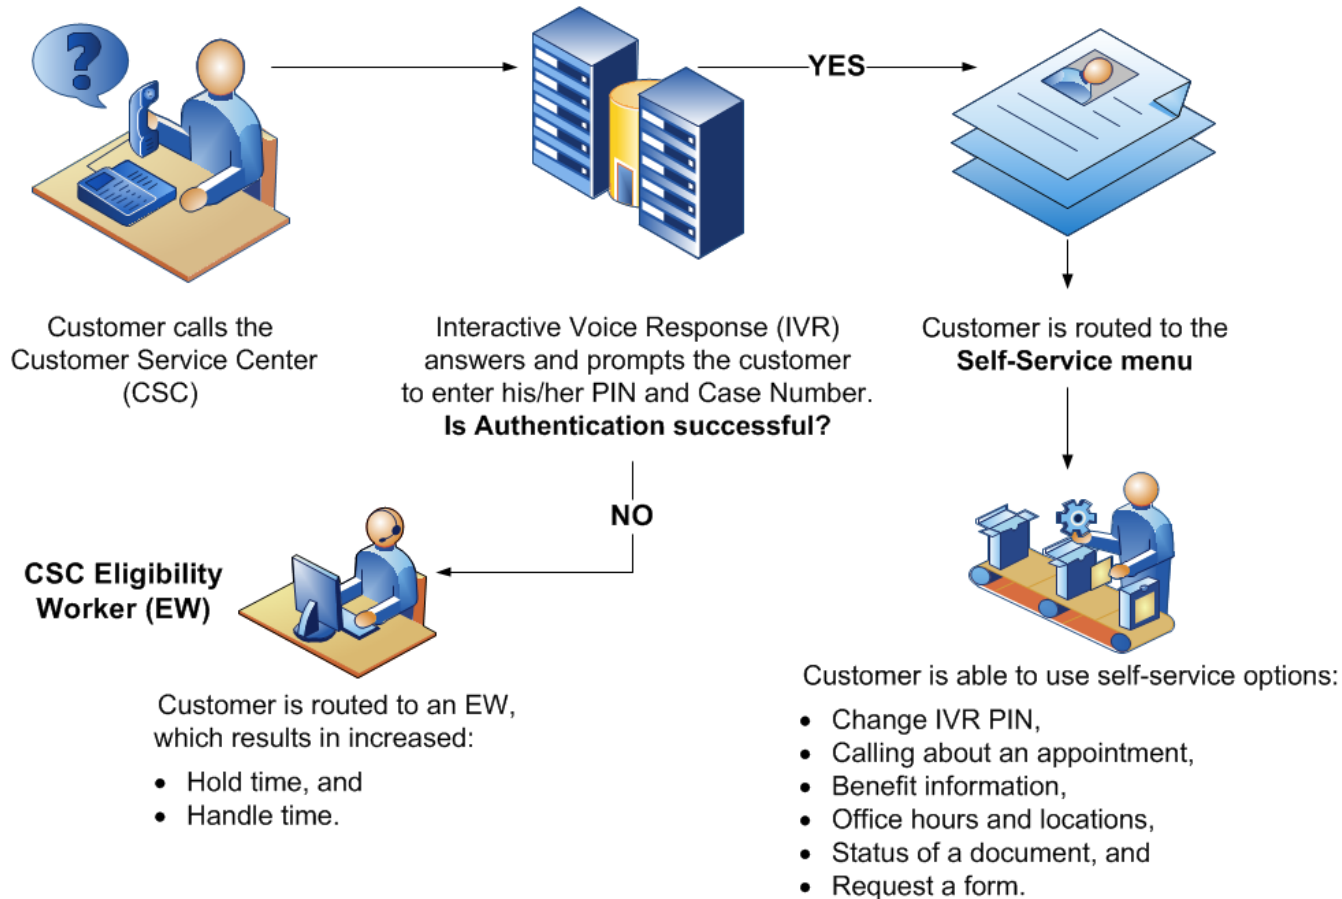 ?
YES
Customer calls the
Customer Service Center
(CSC)
Interactive Voice Response (IVR)
answers and prompts the customer
to enter his/her PIN and Case Number.
Is Authentication successful?
Customer is routed to the
Self-Service menu
NO
CSC Eligibility
Worker (EW)
Customer is routed to an EW,
which results in increased:
• Hold time, and
• Handle time.
Customer is able to use self-service options:
• Change IVR PIN,
• Calling about an appointment,
• Benefit information,
• Office hours and locations,
• Status of a document, and
• Request a form.